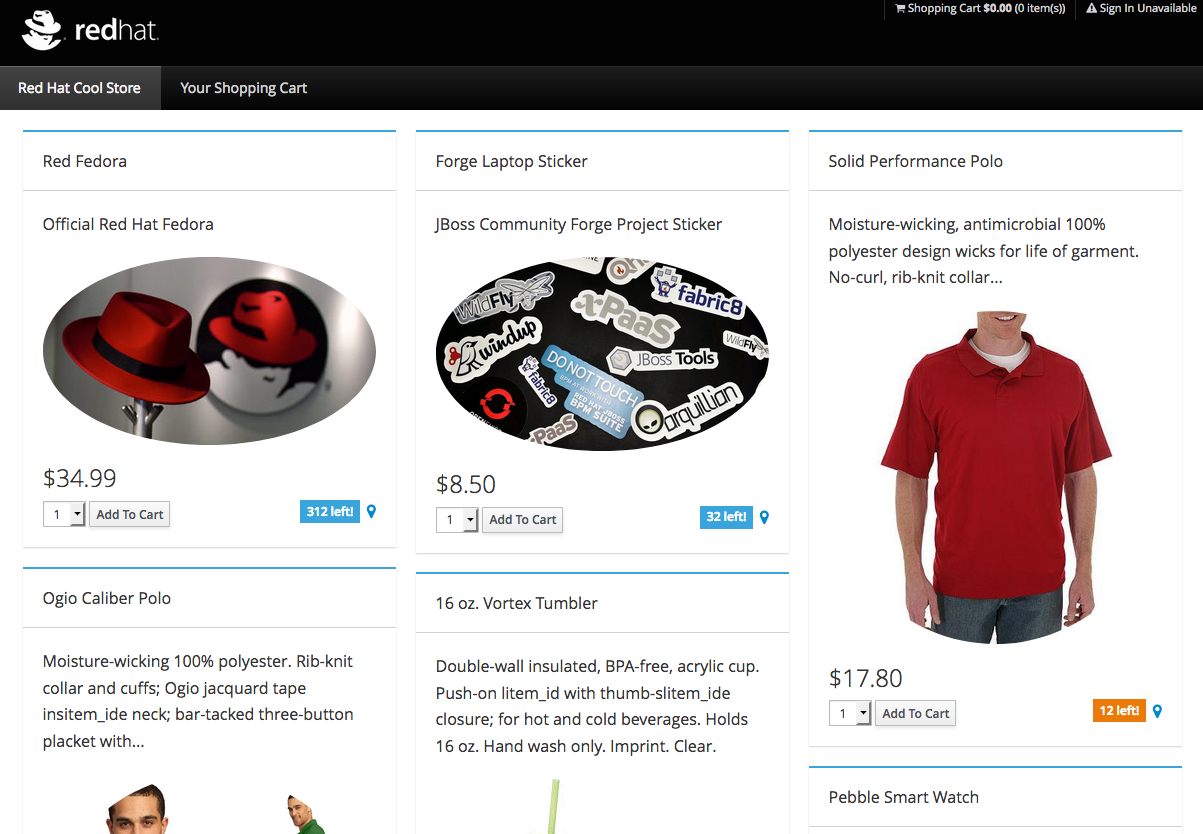 redhat.
Shopping Cart $0.00 (0 item(s))
Sign In Unavailable
Red Hat Cool Store
Your Shopping Cart
Red Fedora
Official Red Hat Fedora
$34.99
1
Add To Cart
312 left!
Forge Laptop Sticker
JBoss Community Forge Project Sticker
WildFly
fabric8
xPaaS
WildFly
windup
JBoss Tools
DO NOT TOUCH
BPM AT WORK WITH
RED HAT JBOSS
BPM SUITE
fabric8
arquillian
xPaaS
$8.50
1
Add To Cart
32 left!
Solid Performance Polo
Moisture-wicking, antimicrobial 100%
polyester design wicks for life of garment.
No-curl, rib-knit collar...
$17.80
1
Add To Cart
12 left!
Ogio Caliber Polo
Moisture-wicking 100% polyester. Rib-knit
collar and cuffs; Ogio jacquard tape
insitem_ide neck; bar-tacked three-button
placket with...
16 oz. Vortex Tumbler
Double-wall insulated, BPA-free, acrylic cup.
Push-on litem_id with thumb-slitem_ide
closure; for hot and cold beverages. Holds
16 oz. Hand wash only. Imprint. Clear.
Pebble Smart Watch